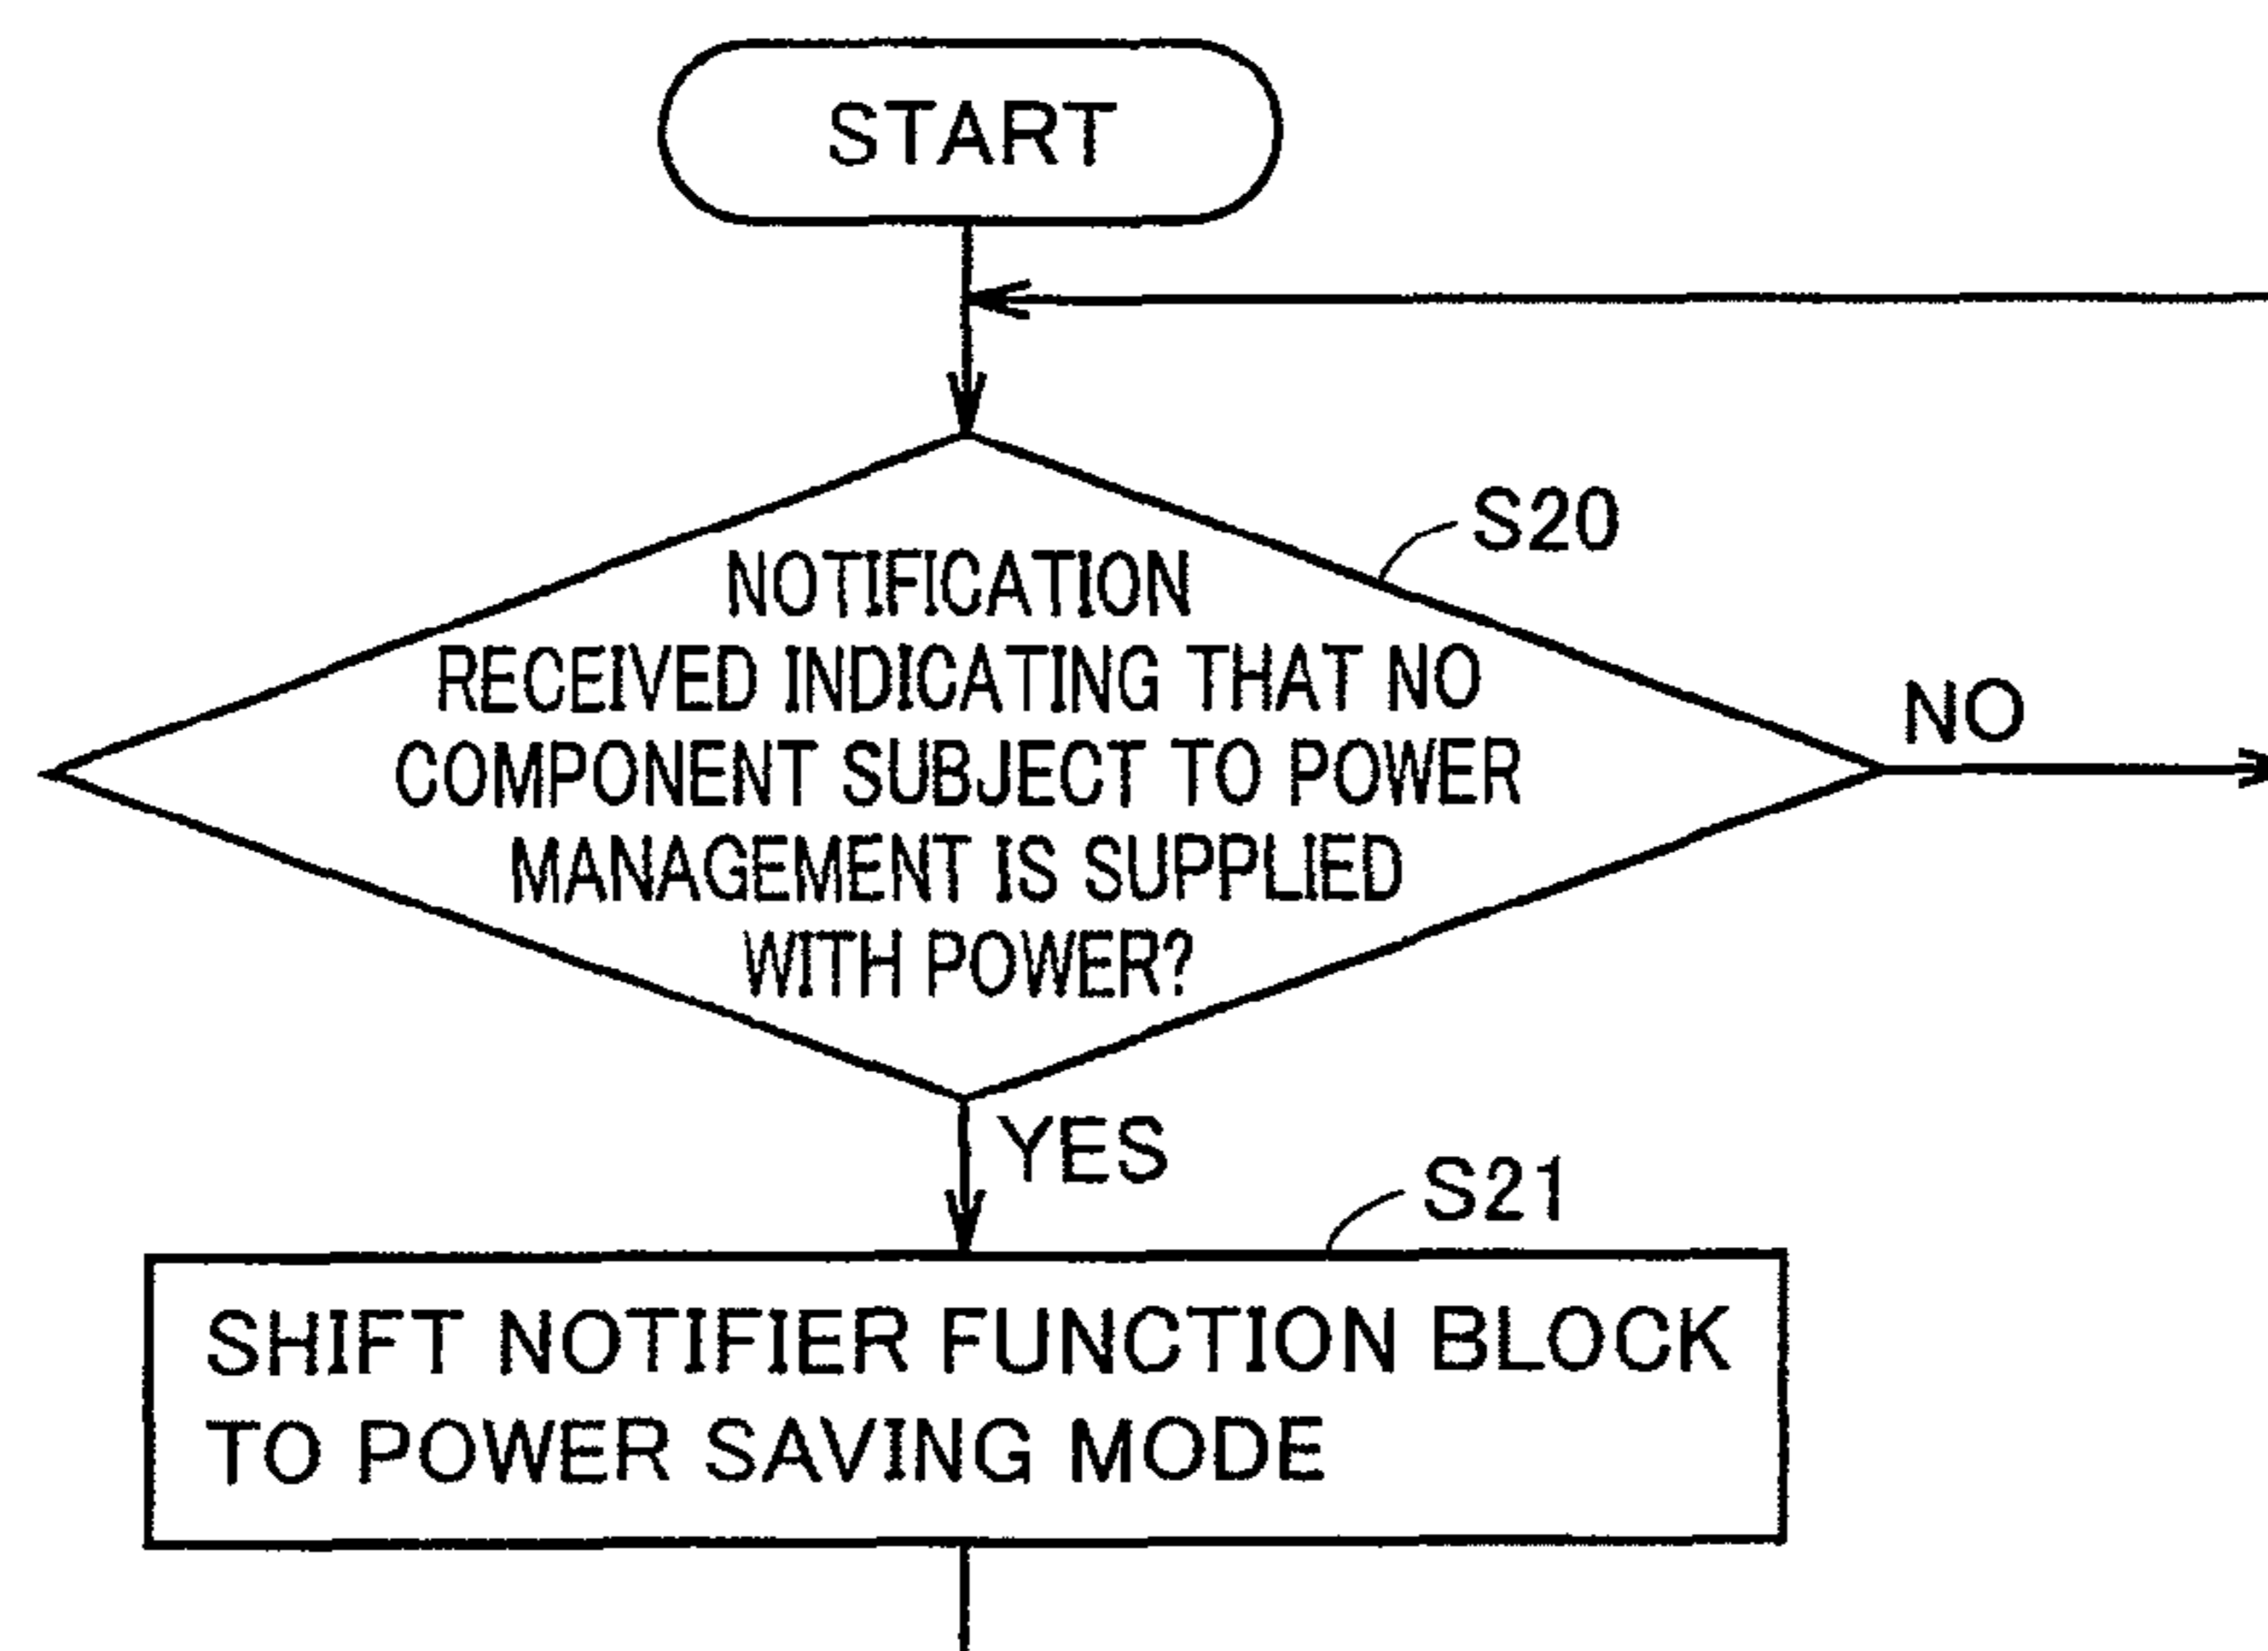 START
S20
NOTIFICATION
RECEIVED INDICATING THAT NO
COMPONENT SUBJECT TO POWER
MANAGEMENT IS SUPPLIED
WITH POWER?
NO
YES
S21
SHIFT NOTIFIER FUNCTION BLOCK
TO POWER SAVING MODE